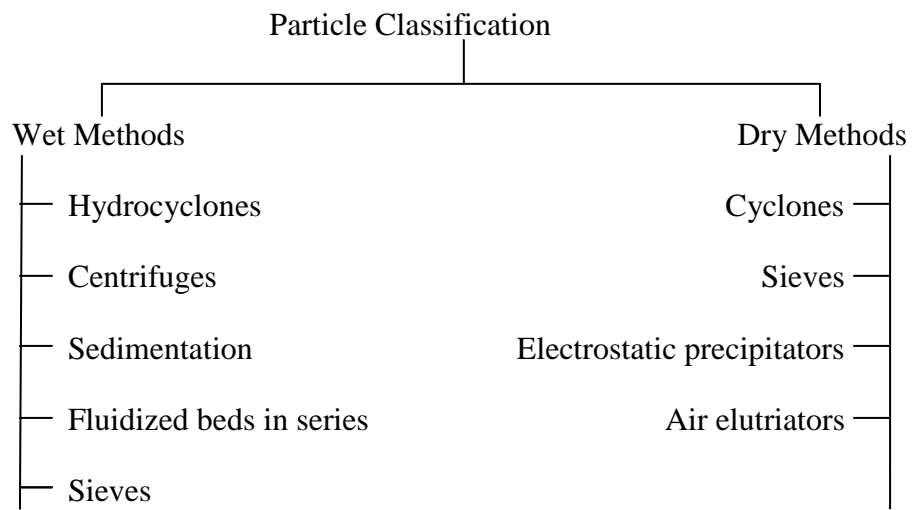 Particle Classification
Wet Methods
Hydrocyclones
Centrifuges
Sedimentation
Fluidized beds in series
Sieves
Dry Methods
Cyclones
Sieves
Electrostatic precipitators
Air elutriators